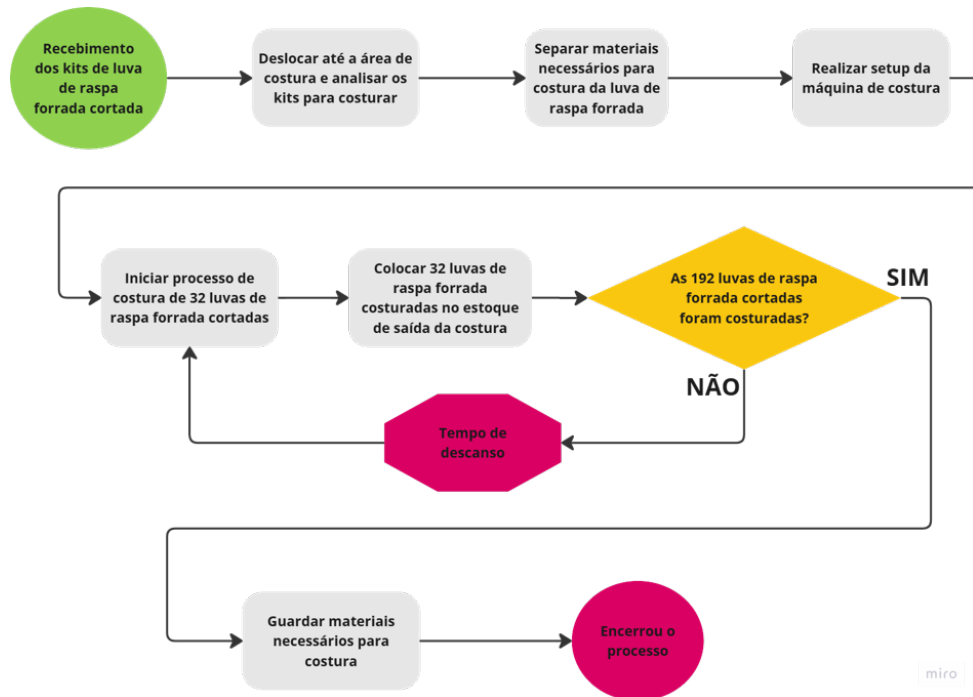 Recebimento
dos kits de luva
de raspa
forrada cortada
Deslocar até a área de
costura e analisar os
kits para costurar
Separar materiais
necessários para
costura da luva de
raspa forrada
Realizar setup da
máquina de costura
Iniciar processo de
costura de 32 luvas de
raspa forrada cortadas
Colocar 32 luvas de
raspa forrada
costuradas no estoque
de saída da costura
As 192 luvas de raspa
forrada cortadas
foram costuradas?
SIM
NÃO
Tempo de
descanso
Guardar materiais
necessários para
costura
Encerrou o
processo
miro